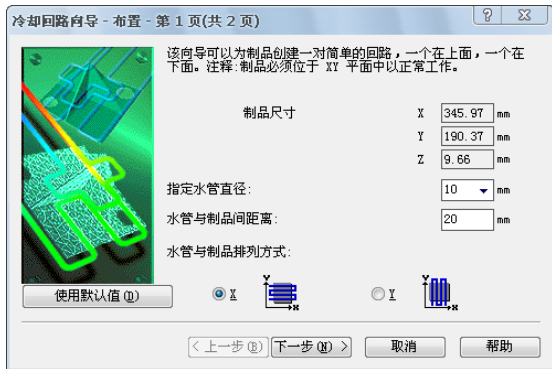 冷却回路向导 - 布置 - 第 1 页(共 2 页)
该向导可以为制品创建一对简单的回路,一个在上面,一个在
下面。注释:制品必须位于 XY 平面中以正常工作。
制品尺寸 X 345.97 mm
Y 190.37 mm
Z 9.66 mm
指定水管直径: 10 mm
水管与制品间距离: 20 mm
水管与制品排列方式:
使用默认值(D) X Y X Y Y X
< 上一步(B) 下一步(N) > 取消 帮助